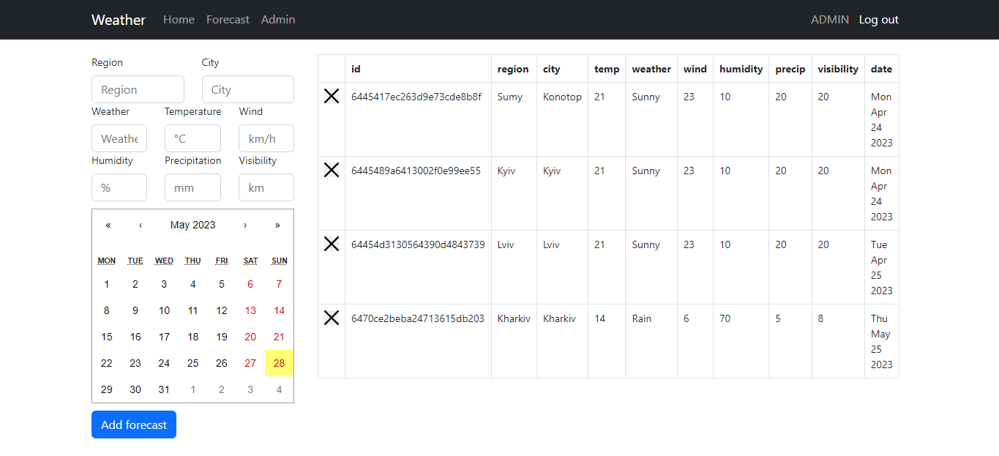 Weather Home Forecast Admin ADMIN Log out
Region City
Region City
Weather Temperature Wind
Weathe °C km/h
Humidity Precipitation Visibility
% mm km
« ‹ May 2023 › »
MON TUE WED THU FRI SAT SUN
1 2 3 4 5 6 7
8 9 10 11 12 13 14
15 16 17 18 19 20 21
22 23 24 25 26 27 28
29 30 31 1 2 3 4
Add forecast
id region city temp weather wind humidity precip visibility date
6445417ec263d9e73cde8b8f Sumy Konotop 21 Sunny 23 10 20 20 Mon
Apr
24
2023
6445489a6413002f0e99ee55 Kyiv Kyiv 21 Sunny 23 10 20 20 Mon
Apr
24
2023
64454d3130564390d4843739 Lviv Lviv 21 Sunny 23 10 20 20 Tue
Apr
25
2023
6470ce2beba24713615db203 Kharkiv Kharkiv 14 Rain 6 70 5 8 Thu
May
25
2023